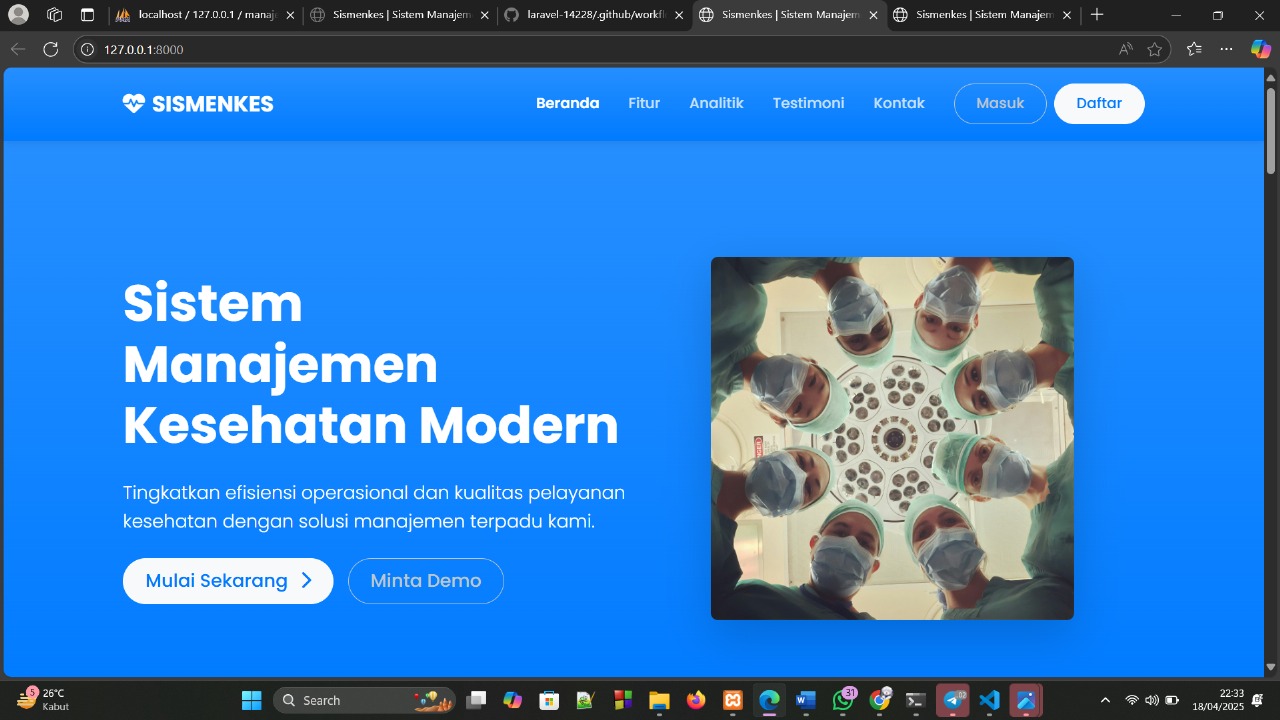 localhost / 127.0.0.1 / manaje
Sismenkes | Sistem Manajem
laravel-14228/.github/workfl
Sismenkes | Sistem Manajem
Sismenkes | Sistem Manajem
127.0.0.1:8000
SISMENKES
Beranda
Fitur
Analitik
Testimoni
Kontak
Masuk
Daftar
Sistem
Manajemen
Kesehatan Modern
Tingkatkan efisiensi operasional dan kualitas pelayanan
kesehatan dengan solusi manajemen terpadu kami.
Mulai Sekarang
Minta Demo
5
26°C
Kabut
Search
31
22:33
18/04/2025